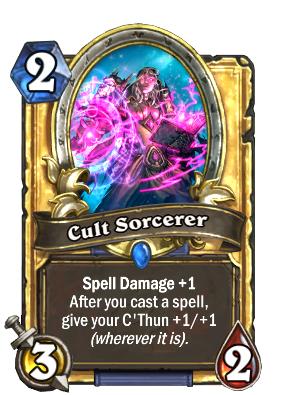 2
Cult Sorcerer
Spell Damage +1
After you cast a spell,
give your C'Thun +1/+1
(wherever it is).
3
2